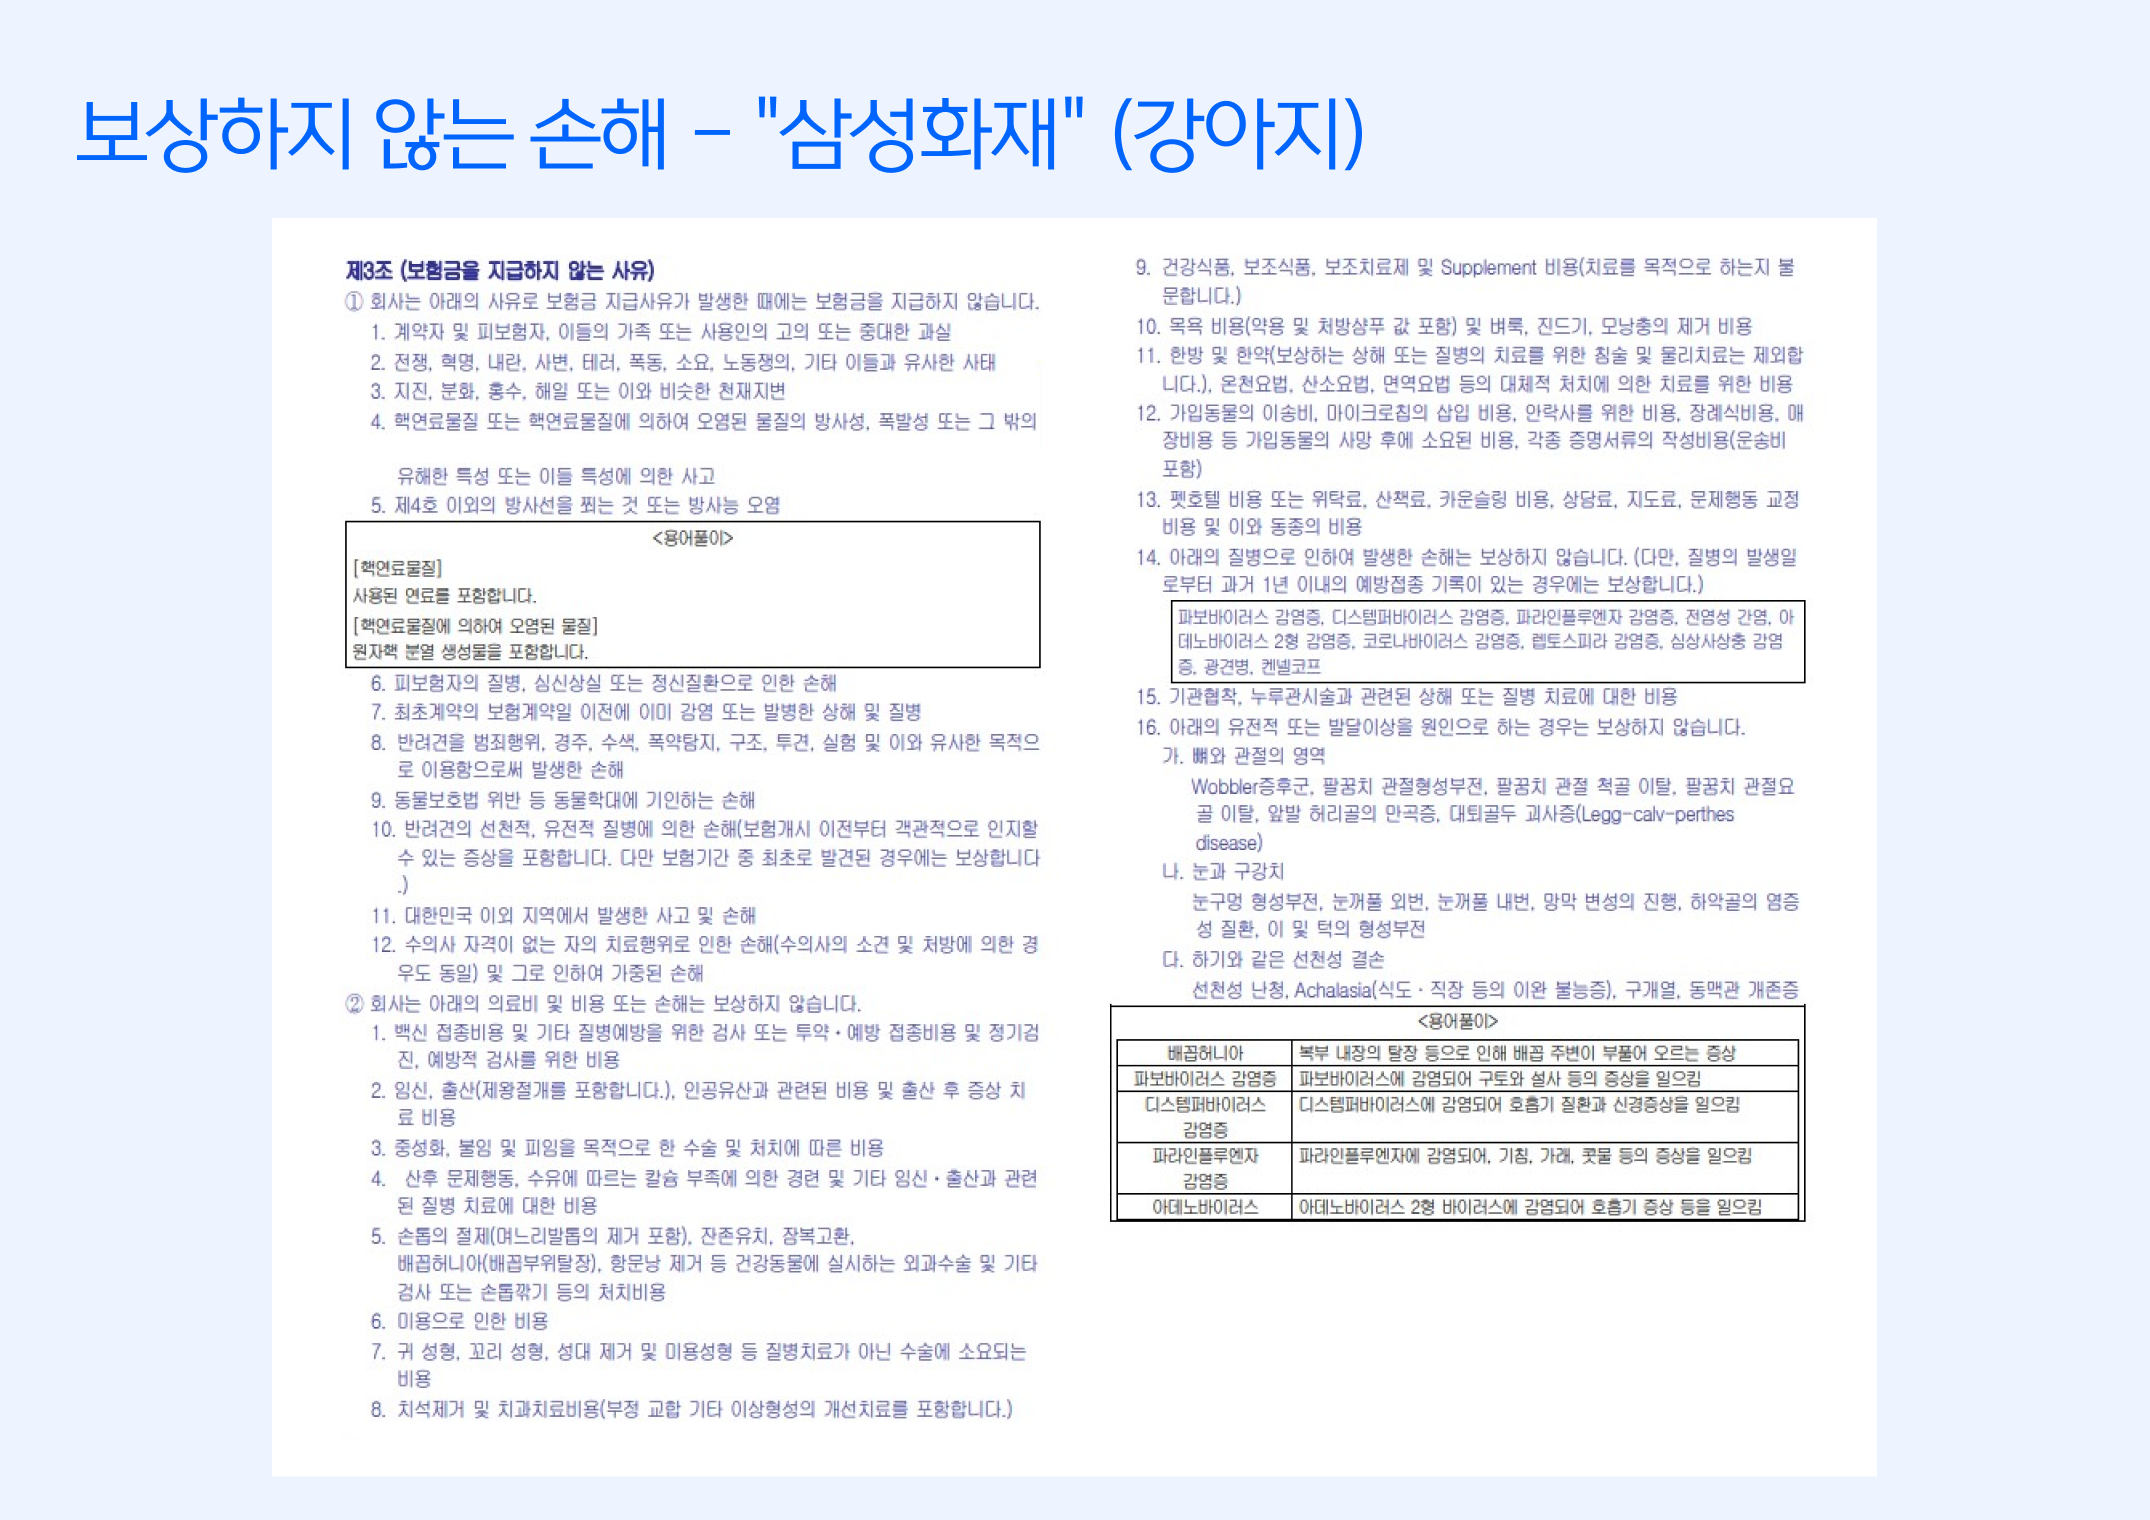 보상하지 않는 손해 - "삼성화재" (강아지)
제3조 (보험금을 지급하지 않는 사유)
① 회사는 아래의 사유로 보험금 지급사유가 발생한 때에는 보험금을 지급하지 않습니다.
1. 계약자 및 피보험자, 이들의 가족 또는 사용인의 고의 또는 중대한 과실
2. 전쟁, 혁명, 내란, 사변, 테러, 폭동, 소요, 노동쟁의, 기타 이들과 유사한 사태
3. 지진, 분화, 홍수, 해일 또는 이와 비슷한 천재지변
4. 핵연료물질 또는 핵연료물질에 의하여 오염된 물질의 방사성, 폭발성 또는 그 밖의
유해한 특성 또는 이들 특성에 의한 사고
5. 제4호 이외의 방사선을 쬐는 것 또는 방사능 오염
<용어풀이>
[핵연료물질]
사용된 연료를 포함합니다.
[핵연료물질에 의하여 오염된 물질]
원자핵 분열 생성물을 포함합니다.
6. 피보험자의 질병, 심신상실 또는 정신질환으로 인한 손해
7. 최초계약의 보험계약일 이전에 이미 감염 또는 발병한 상해 및 질병
8. 반려견을 범죄행위, 경주, 수색, 폭약탐지, 구조, 투견, 실험 및 이와 유사한 목적으
로 이용함으로써 발생한 손해
9. 동물보호법 위반 등 동물학대에 기인하는 손해
10. 반려견의 선천적, 유전적 질병에 의한 손해(보험개시 이전부터 객관적으로 인지할
수 있는 증상을 포함합니다. 다만 보험기간 중 최초로 발견된 경우에는 보상합니다
.)
11. 대한민국 이외 지역에서 발생한 사고 및 손해
12. 수의사 자격이 없는 자의 치료행위로 인한 손해(수의사의 소견 및 처방에 의한 경
우도 동일) 및 그로 인하여 가중된 손해
② 회사는 아래의 의료비 및 비용 또는 손해는 보상하지 않습니다.
1. 백신 접종비용 및 기타 질병예방을 위한 검사 또는 투약·예방 접종비용 및 정기검
진, 예방적 검사를 위한 비용
2. 임신, 출산(제왕절개를 포함합니다.), 인공유산과 관련된 비용 및 출산 후 증상 치
료 비용
3. 중성화, 불임 및 피임을 목적으로 한 수술 및 처치에 따른 비용
4. 산후 문제행동, 수유에 따르는 칼슘 부족에 의한 경련 및 기타 임신·출산과 관련
된 질병 치료에 대한 비용
5. 손톱의 절제(며느리발톱의 제거 포함), 잔존유치, 잠복고환,
배꼽허니아(배꼽부위탈장), 항문낭 제거 등 건강동물에 실시하는 외과수술 및 기타
검사 또는 손톱깎기 등의 처치비용
6. 미용으로 인한 비용
7. 귀 성형, 꼬리 성형, 성대 제거 및 미용성형 등 질병치료가 아닌 수술에 소요되는
비용
8. 치석제거 및 치과치료비용(부정 교합 기타 이상형성의 개선치료를 포함합니다.)
9. 건강식품, 보조식품, 보조치료제 및 Supplement 비용(치료를 목적으로 하는지 불
문합니다.)
10. 목욕 비용(약용 및 처방샴푸 값 포함) 및 벼룩, 진드기, 모낭충의 제거 비용
11. 한방 및 한약(보상하는 상해 또는 질병의 치료를 위한 침술 및 물리치료는 제외합
니다.), 온천요법, 산소요법, 면역요법 등의 대체적 처치에 의한 치료를 위한 비용
12. 가입동물의 이송비, 마이크로칩의 삽입 비용, 안락사를 위한 비용, 장례식비용, 매
장비용 등 가입동물의 사망 후에 소요된 비용, 각종 증명서류의 작성비용(운송비
포함)
13. 펫호텔 비용 또는 위탁료, 산책료, 카운슬링 비용, 상담료, 지도료, 문제행동 교정
비용 및 이와 동종의 비용
14. 아래의 질병으로 인하여 발생한 손해는 보상하지 않습니다. (다만, 질병의 발생일
로부터 과거 1년 이내의 예방접종 기록이 있는 경우에는 보상합니다.)
파보바이러스 감염증, 디스템퍼바이러스 감염증, 파라인플루엔자 감염증, 전염성 간염, 아
데노바이러스 2형 감염증, 코로나바이러스 감염증, 렙토스피라 감염증, 심상사상충 감염
증, 광견병, 켄넬코프
15. 기관협착, 누루관시술과 관련된 상해 또는 질병 치료에 대한 비용
16. 아래의 유전적 또는 발달이상을 원인으로 하는 경우는 보상하지 않습니다.
가. 뼈와 관절의 영역
Wobbler증후군, 팔꿈치 관절형성부전, 팔꿈치 관절 척골 이탈, 팔꿈치 관절요
골 이탈, 앞발 허리골의 만곡증, 대퇴골두 괴사증(Legg-calv-perthes
disease)
나. 눈과 구강치
눈구멍 형성부전, 눈꺼풀 외번, 눈꺼풀 내번, 망막 변성의 진행, 하악골의 염증
성 질환, 이 및 턱의 형성부전
다. 하기와 같은 선천성 결손
선천성 난청, Achalasia(식도·직장 등의 이완 불능증), 구개열, 동맥관 개존증
<용어풀이>
배꼽허니아 복부 내장의 탈장 등으로 인해 배꼽 주변이 부풀어 오르는 증상
파보바이러스 감염증 파보바이러스에 감염되어 구토와 설사 등의 증상을 일으킴
디스템퍼바이러스 디스템퍼바이러스에 감염되어 호흡기 질환과 신경증상을 일으킴
감염증
파라인플루엔자 파라인플루엔자에 감염되어, 기침, 가래, 콧물 등의 증상을 일으킴
감염증
아데노바이러스 아데노바이러스 2형 바이러스에 감염되어 호흡기 증상 등을 일으킴